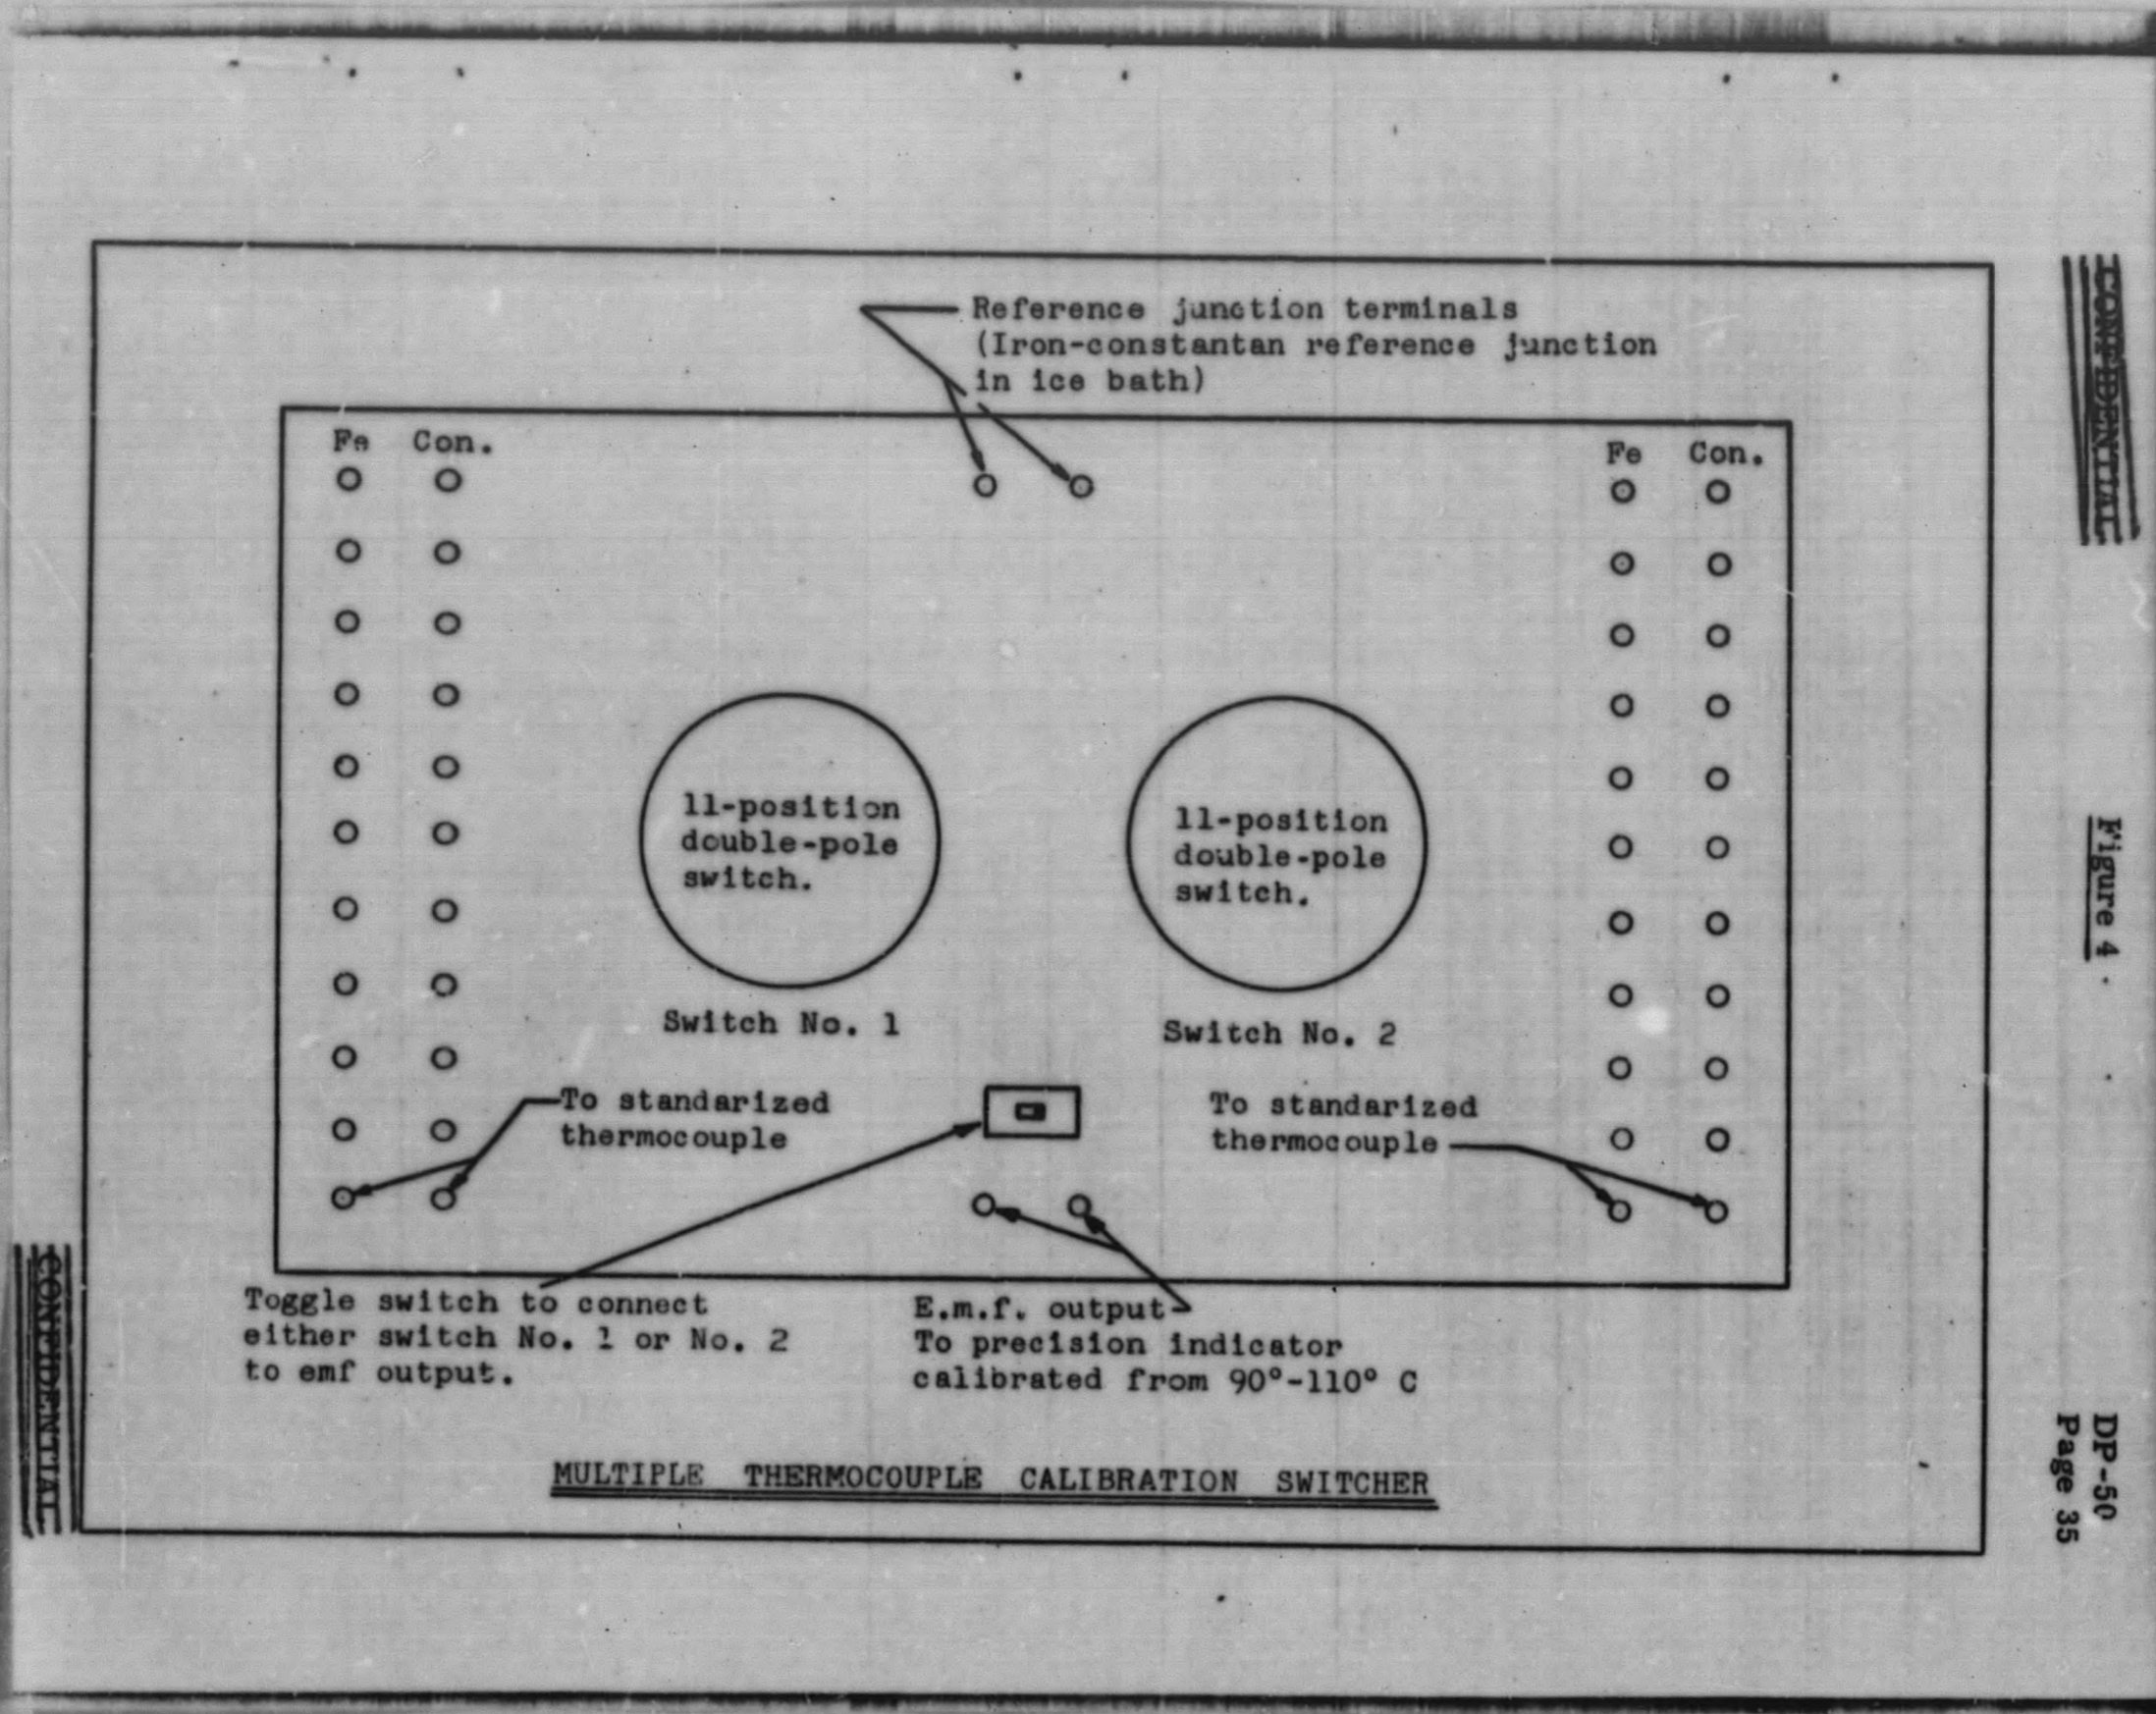 Reference junction terminals
(Iron-constantan reference junction
in ice bath)
Fe Con.
Fe Con.
11-position
double-pole
switch.
11-position
double-pole
switch.
Switch No. 1
Switch No. 2
To standarized
thermocouple
To standarized
thermocouple
Toggle switch to connect
either switch No. 1 or No. 2
to emf output.
E.m.f. output
To precision indicator
calibrated from 90°-110° C
MULTIPLE THERMOCOUPLE CALIBRATION SWITCHER
CONFIDENTIAL
Figure 4
DP-50
Page 35
CONFIDENTIAL